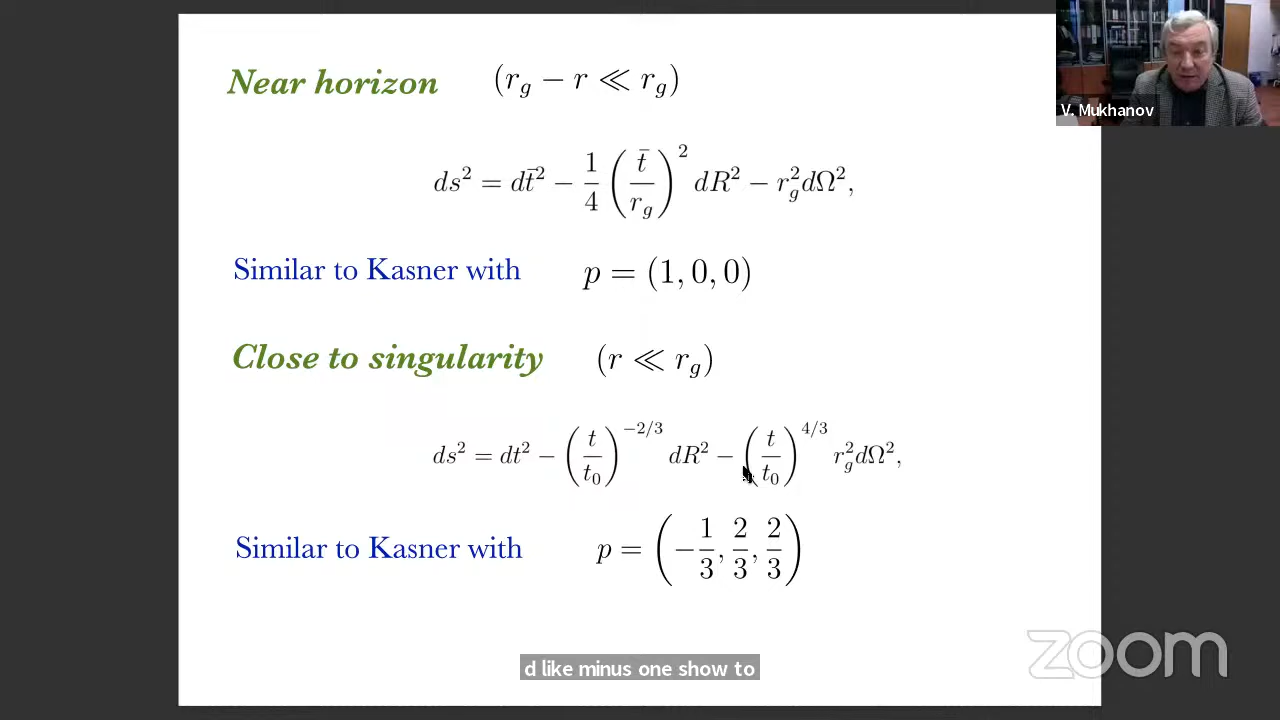 Near horizon (r_g − r ≪ r_g)
V. Mukhanov
ds² = dt̄² − 1/4 (t̄/r_g)² dR² − r_g² dΩ²,
Similar to Kasner with p = (1, 0, 0)
Close to singularity (r ≪ r_g)
ds² = dt² − (t/t₀)^{−2/3} dR² − (t/t₀)^{4/3} r_g² dΩ²,
Similar to Kasner with p = (−1/3, 2/3, 2/3)
zoom
d like minus one show to